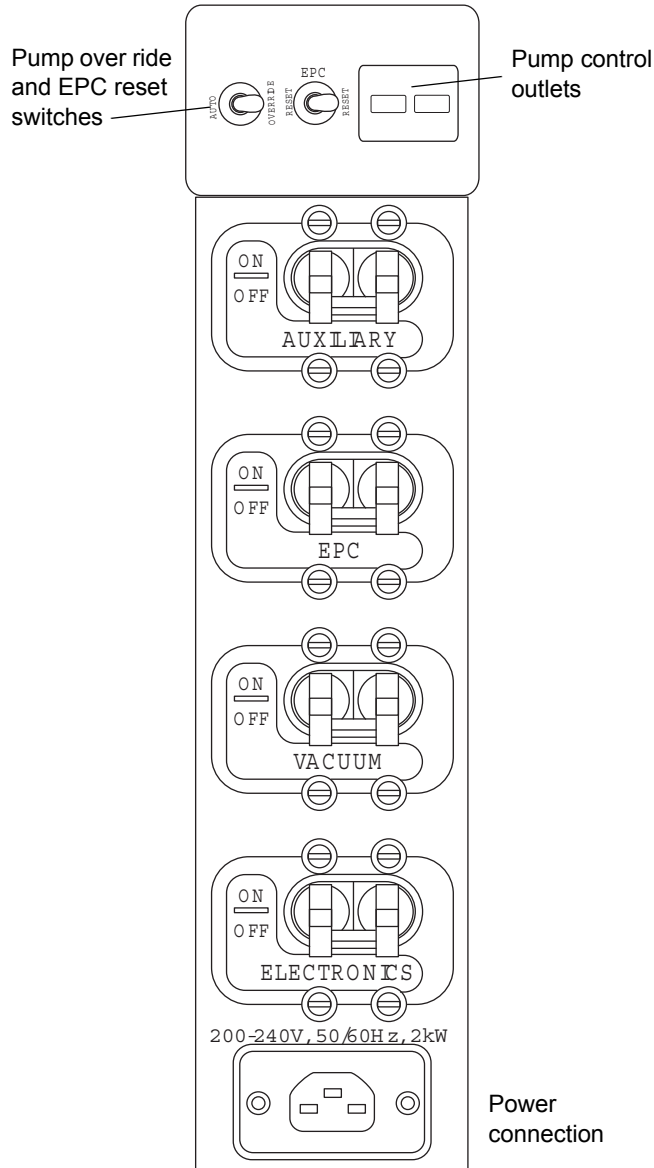 Pump over ride
and EPC reset
switches
Pump control
outlets
AUTO
OVERRIDE
EPC
RESET
RESET
ON
OFF
AUXILIARY
ON
OFF
EPC
ON
OFF
VACUUM
ON
OFF
ELECTRONICS
200-240V,50/60Hz,2kW
Power
connection